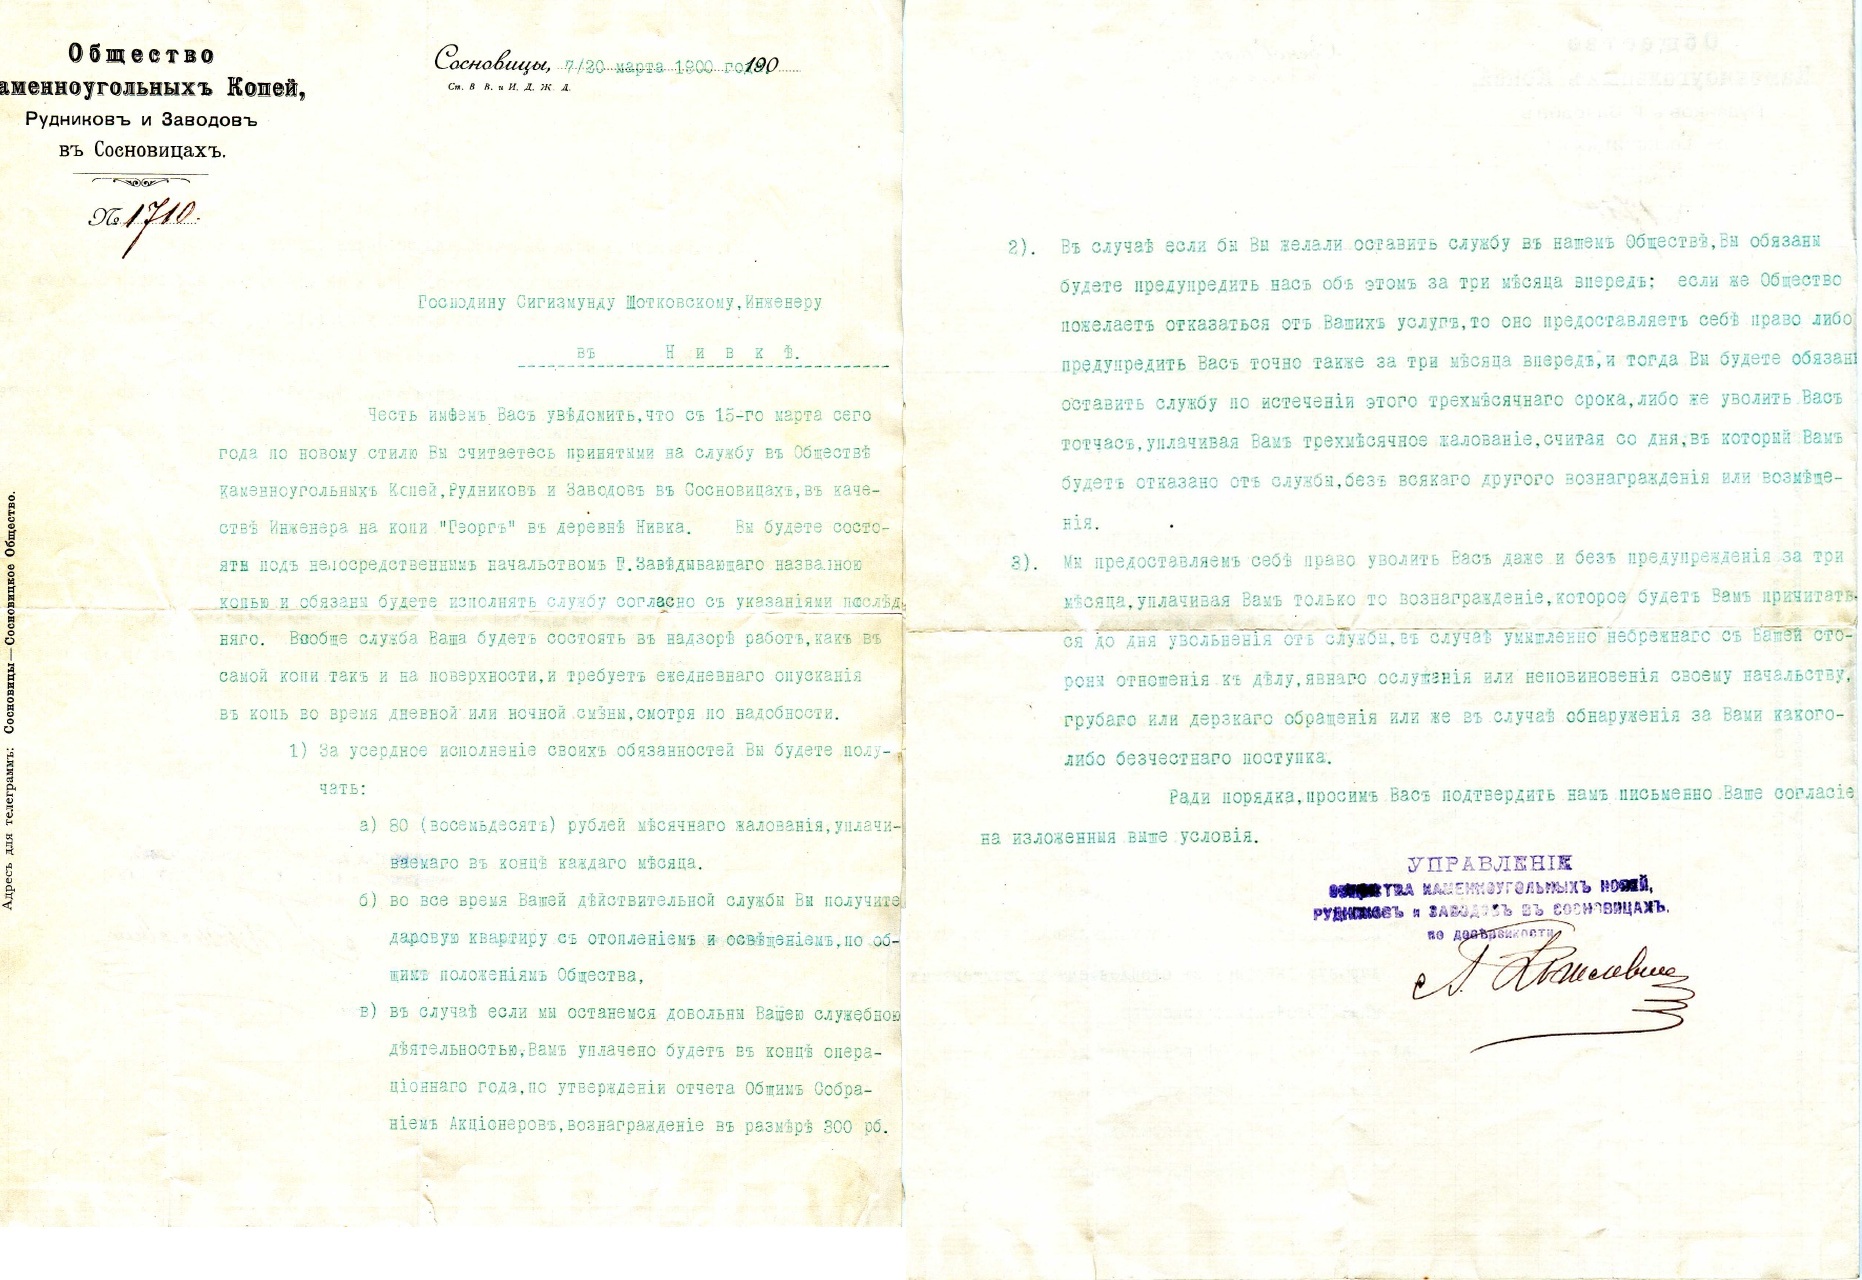 Общество
аменноугольныхъ Копей,
Рудниковъ и Заводовъ
въ Сосновицахъ.
№ 1710.
Сосновицы, 7/20 марта 1900 года 190
Ст. В В. и И. Д. Ж. Д.
Господину Сигизмунду Шотковскому,Инженеру
въ Н и в к ѣ.
Честь имѣемъ Васъ увѣдомить,что съ 15-го марта сего
года по новому стилю Вы считаетесь принятыми на службу въ Обществѣ
Каменноугольныхъ Копей,Рудниковъ и Заводовъ въ Сосновицахъ,въ каче-
ствѣ Инженера на копи "Георгъ" въ деревнѣ Нивка. Вы будете состо-
ять подъ непосредственнымъ начальствомъ Г.Завѣдывающаго названною
копью и обязаны будете исполнять службу согласно съ указаніями послѣд-
няго. Вообще служба Ваша будетъ состоять въ надзорѣ работъ,какъ въ
самой копи такъ и на поверхности,и требуетъ ежедневнаго опусканія
въ копь во время дневной или ночной смѣны,смотря по надобности.
1) За усердное исполненіе своихъ обязанностей Вы будете полу-
чать:
а) 80 (восемьдесятъ) рублей мѣсячнаго жалованія,уплачи-
ваемаго въ концѣ каждаго мѣсяца.
б) во все время Вашей дѣйствительной службы Вы получите
даровую квартиру съ отопленіемъ и освѣщеніемъ,по об-
щимъ положеніямъ Общества,
в) въ случаѣ если мы останемся довольны Вашею служебною
дѣятельностью,Вамъ уплачено будетъ въ концѣ опера-
ціоннаго года,по утвержденіи отчета Общимъ Собра-
ніемъ Акціонеровъ,вознагражденіе въ размѣрѣ 300 рб.
Адресъ для телеграммъ: Сосновицы—Сосновицкое Общество.
2). Въ случаѣ если бы Вы желали оставить службу въ нашемъ Обществѣ,Вы обязаны
будете предупредить насъ объ этомъ за три мѣсяца впередъ; если же Общество
пожелаетъ отказаться отъ Вашихъ услугъ,то оно предоставляетъ себѣ право либо
предупредить Васъ точно также за три мѣсяца впередъ,и тогда Вы будете обязаны
оставить службу по истеченіи этого трехмѣсячнаго срока,либо же уволить Васъ
тотчасъ,уплачивая Вамъ трехмѣсячное жалованіе,считая со дня,въ который Вамъ
будетъ отказано отъ службы,безъ всякаго другого вознагражденія или возмѣще-
нія.
3). Мы предоставляемъ себѣ право уволить Васъ даже и безъ предупрежденія за три
мѣсяца,уплачивая Вамъ только то вознагражденіе,которое будетъ Вамъ причитать-
ся до дня увольненія отъ службы,въ случаѣ умышленно небрежнаго съ Вашей сто-
роны отношенія къ дѣлу,явнаго ослушанія или неповиновенія своему начальству,
грубаго или дерзкаго обращенія или же въ случаѣ обнаруженія за Вами какого-
либо безчестнаго поступка.
Ради порядка,просимъ Васъ подтвердить намъ письменно Ваше согласіе
на изложенныя выше условія.
УПРАВЛЕНІЕ
ОБЩЕСТВА КАМЕННОУГОЛЬНЫХЪ КОПЕЙ,
РУДНИКОВЪ и ЗАВОДОВЪ ВЪ СОСНОВИЦАХЪ.
по довѣренности